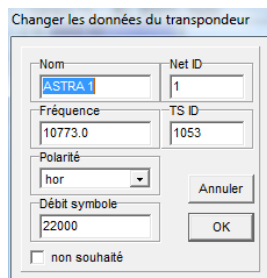 Changer les données du transpondeur
Nom
Net ID
ASTRA 1
1
Fréquence
TS ID
10773.0
1053
Polarité
hor
Annuler
Débit symbole
22000
OK
non souhaité